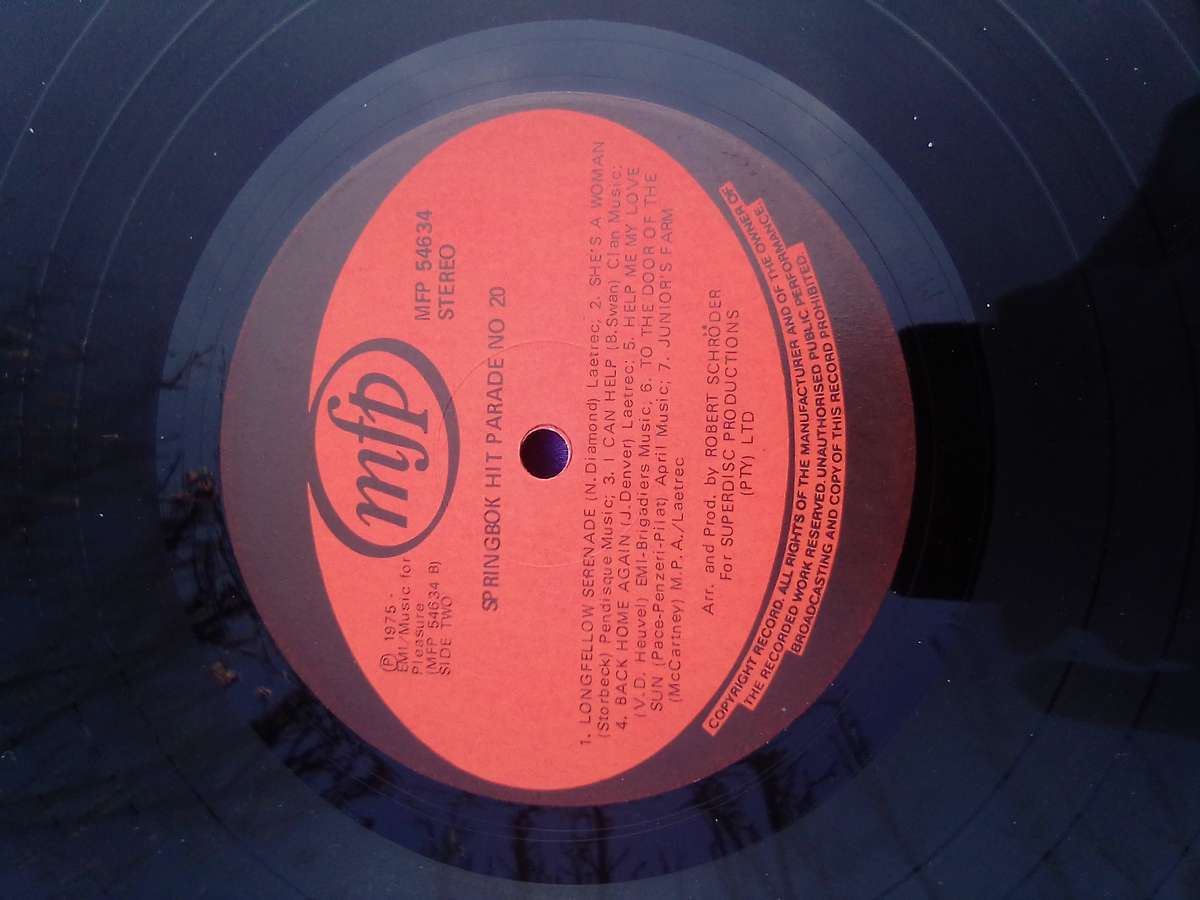 mfp
(P) 1975.
EMI/Music for
Pleasure
(MFP 54634 B)
SIDE TWO
MFP 54634
STEREO
SPRINGBOK HIT PARADE NO 20
1. LONGFELLOW SERENADE (N.Diamond) Laetrec; 2. SHE'S A WOMAN
(Storbeck) Pendisque Music; 3. I CAN HELP (B.Swan) Clan Music;
4. BACK HOME AGAIN (J.Denver) Laetrec; 5. HELP ME MY LOVE
(V.D. Heuvel) EMI-Brigadiers Music; 6. TO THE DOOR OF THE
SUN (Pace-Penzeri-Pilat) April Music; 7. JUNIOR'S FARM
(McCartney) M.P.A./Laetrec
Arr. and Prod. by ROBERT SCHRÖDER
For SUPERDISC PRODUCTIONS
(PTY) LTD
COPYRIGHT RECORD. ALL RIGHTS OF THE MANUFACTURER AND OF THE OWNER OF
THE RECORDED WORK RESERVED. UNAUTHORISED PUBLIC PERFORMANCE,
BROADCASTING AND COPY OF THIS RECORD PROHIBITED.